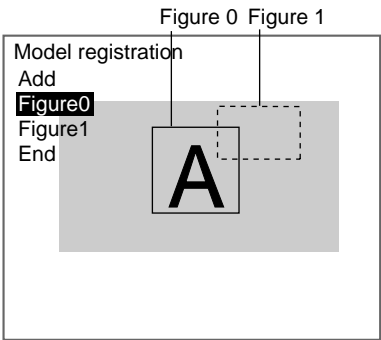 Figure 0 Figure 1
Model registration
Add
Figure0
Figure1
End
A